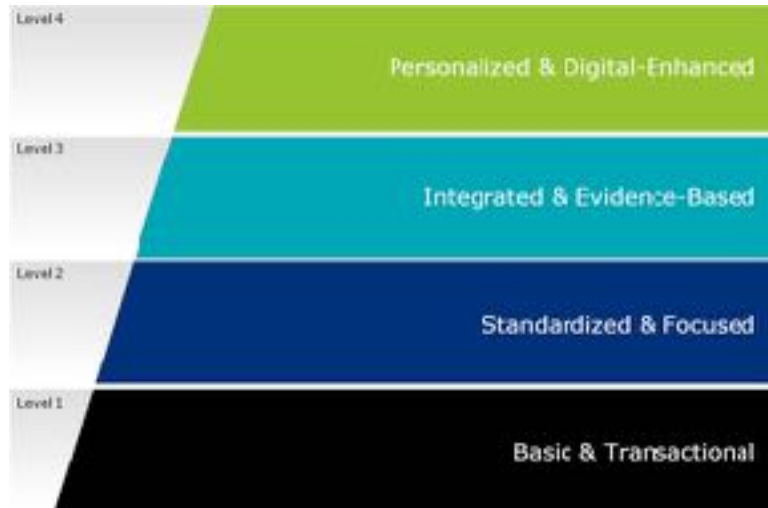 Level 4
Personalized & Digital-Enhanced
Level 3
Integrated & Evidence-Based
Level 2
Standardized & Focused
Level 1
Basic & Transactional